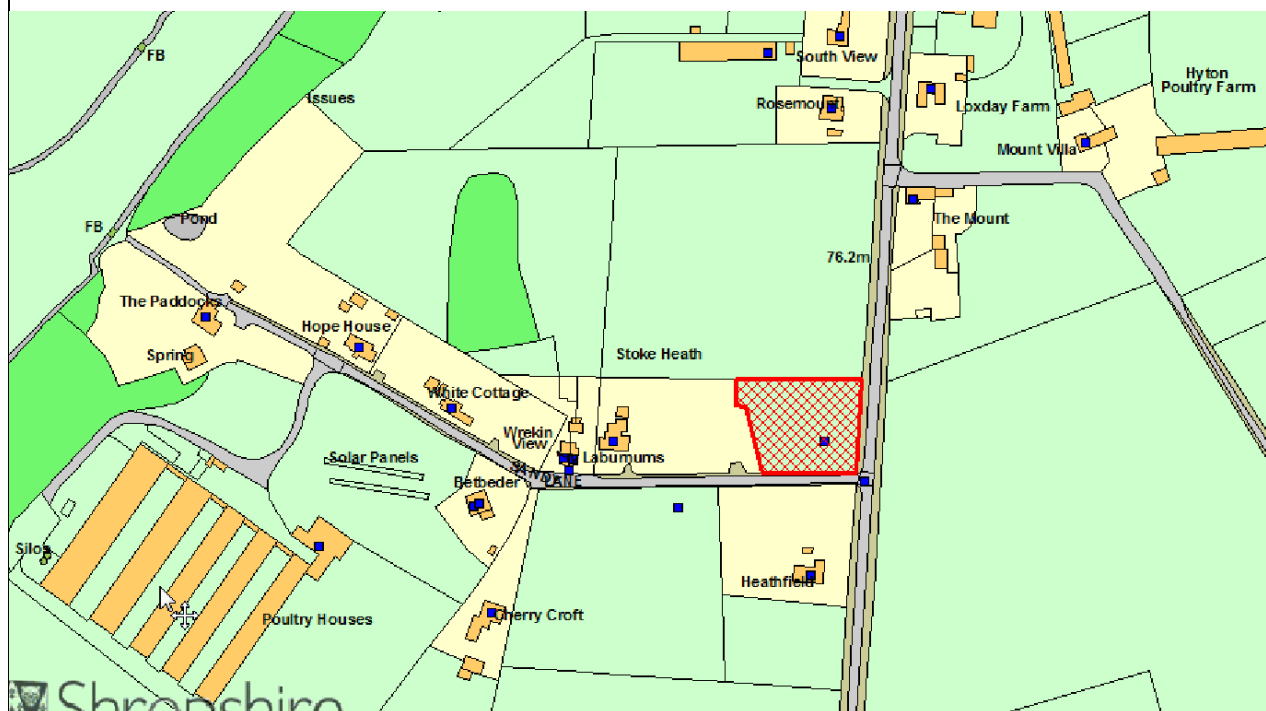 FB
South View
Hyton
Poultry Farm
Issues
Rosemount
Loxday Farm
Mount Villa
Pond
FB
The Mount
76.2m
The Paddocks
Hope House
Spring
Stoke Heath
White Cottage
Wrekin
View
Laburnums
Solar Panels
LANE
Betbeder
Silos
Heathfield
Cherry Croft
Poultry Houses
Shropshire